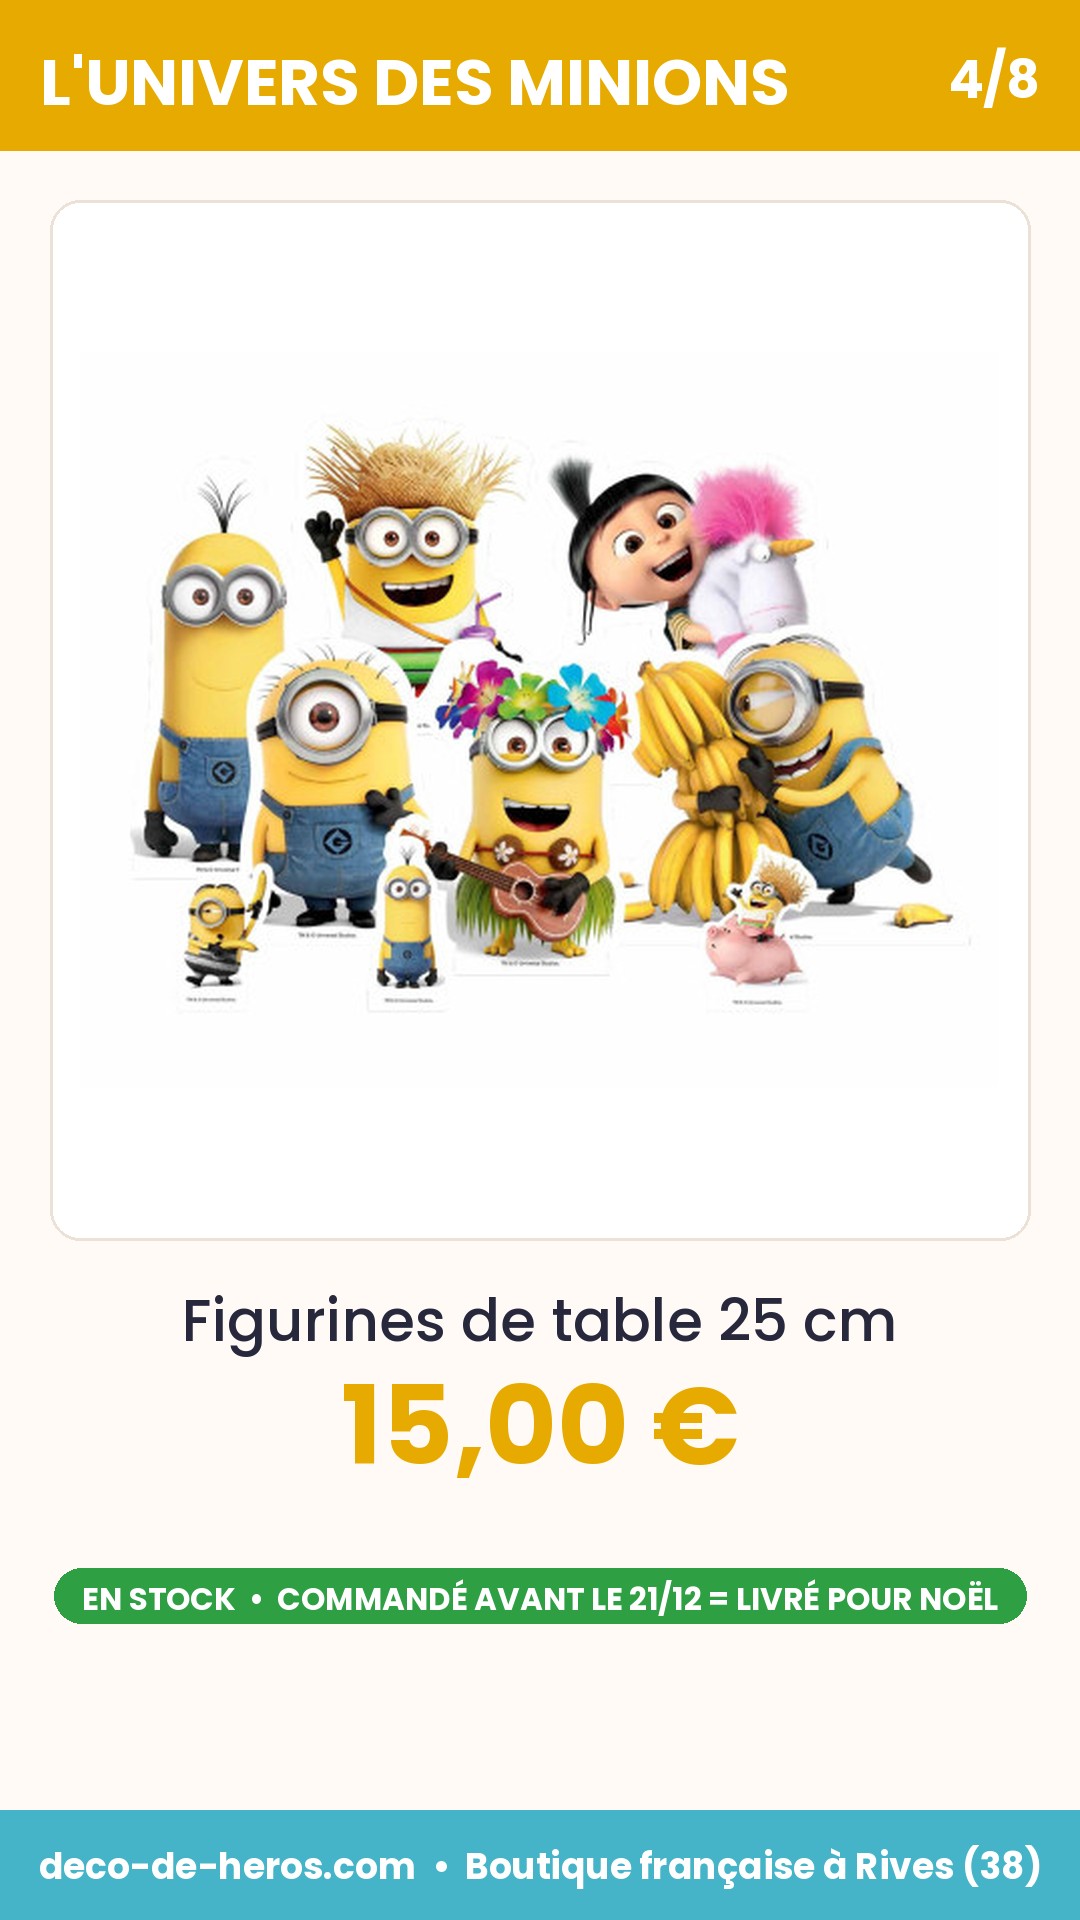 L'UNIVERS DES MINIONS 4/8
Figurines de table 25 cm
15,00 €
EN STOCK • COMMANDÉ AVANT LE 21/12 = LIVRÉ POUR NOËL
deco-de-heros.com • Boutique française à Rives (38)